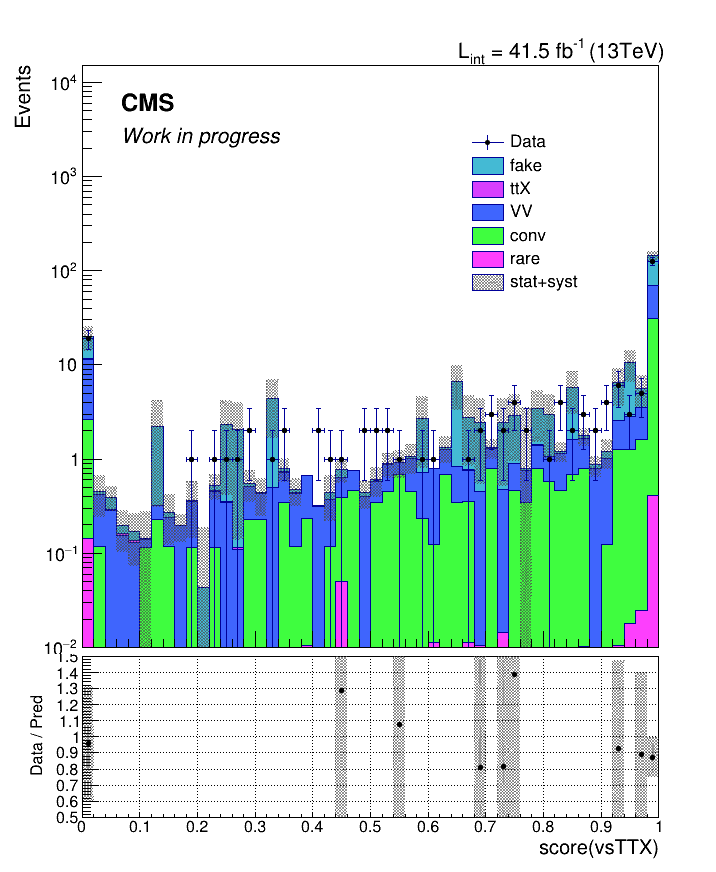 L_int = 41.5 fb^-1 (13TeV)
Events
CMS
Work in progress
10^4
10^3
10^2
10
1
10^-1
10^-2
Data
fake
ttX
VV
conv
rare
stat+syst
Data / Pred
1.5
1.4
1.3
1.2
1.1
1
0.9
0.8
0.7
0.6
0.5
0 0.1 0.2 0.3 0.4 0.5 0.6 0.7 0.8 0.9 1
score(vsTTX)